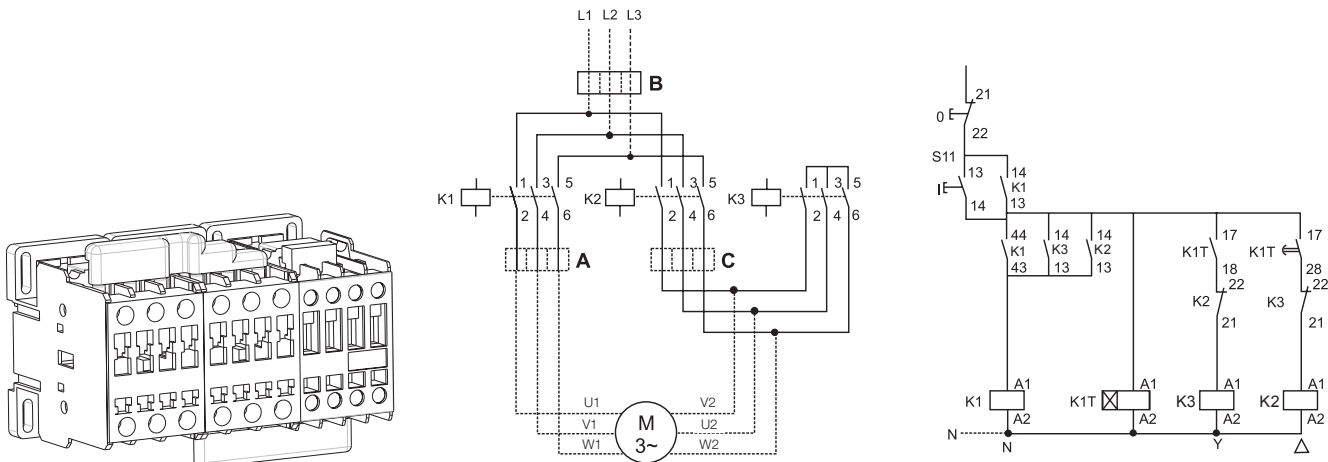 L1 L2 L3
B
K1 1 3 5 K2 1 3 5 K3 1 3 5
2 4 6 2 4 6 2 4 6
A C
U1 V2
V1 M U2
W1 3~ W2
21
0
22
S11
13 14
I K1
14 13
44 14 14 17 17
K1 K3 K2 K1T K1T
43 13 13 18 28
22 22
K2 K3
21 21
A1 A1 A1 A1
K1 K1T K3 K2
A2 A2 A2 A2
N N Y △